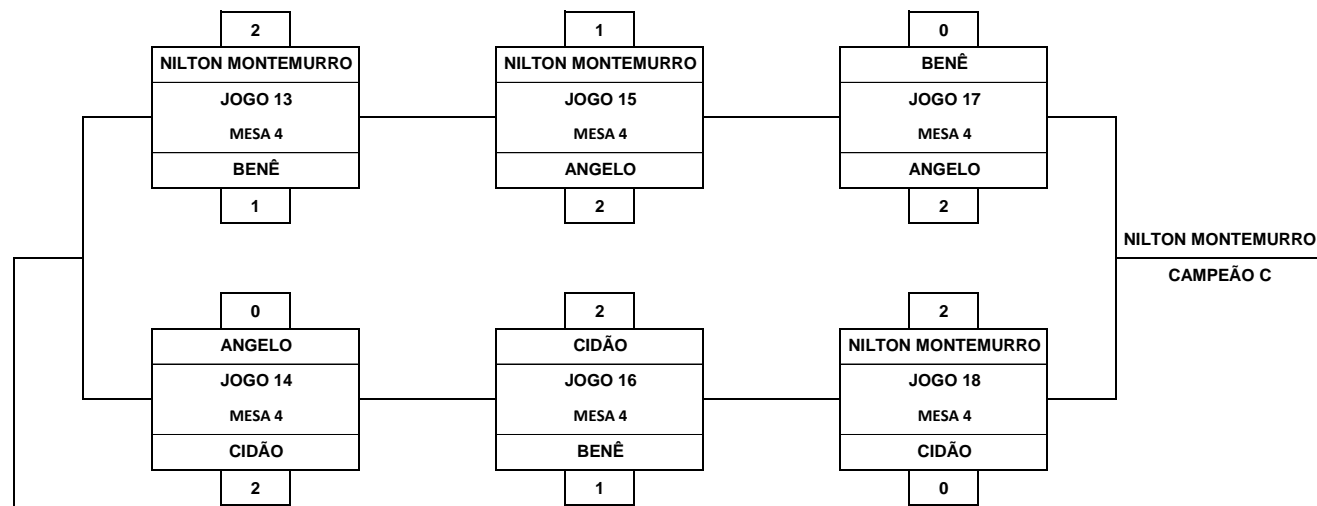 2
NILTON MONTEMURRO
JOGO 13
MESA 4
BENÊ
1
1
NILTON MONTEMURRO
JOGO 15
MESA 4
ANGELO
2
0
BENÊ
JOGO 17
MESA 4
ANGELO
2
NILTON MONTEMURRO
CAMPEÃO C
0
ANGELO
JOGO 14
MESA 4
CIDÃO
2
2
CIDÃO
JOGO 16
MESA 4
BENÊ
1
2
NILTON MONTEMURRO
JOGO 18
MESA 4
CIDÃO
0